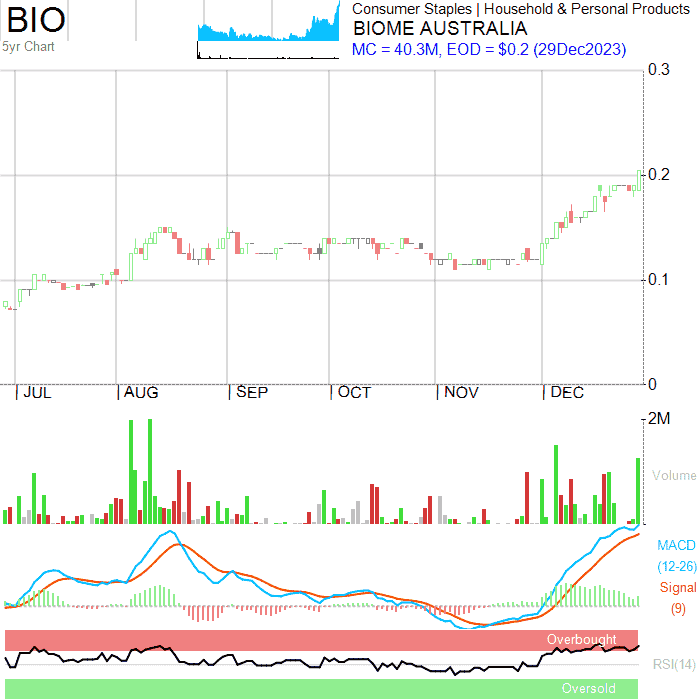 BIO
5yr Chart
Consumer Staples | Household & Personal Products
BIOME AUSTRALIA
MC = 40.3M, EOD = $0.2 (29Dec2023)
0.3
0.2
0.1
0
| JUL | AUG | SEP | OCT | NOV | DEC
2M
Volume
MACD
(12-26)
Signal
(9)
Overbought
RSI(14)
Oversold